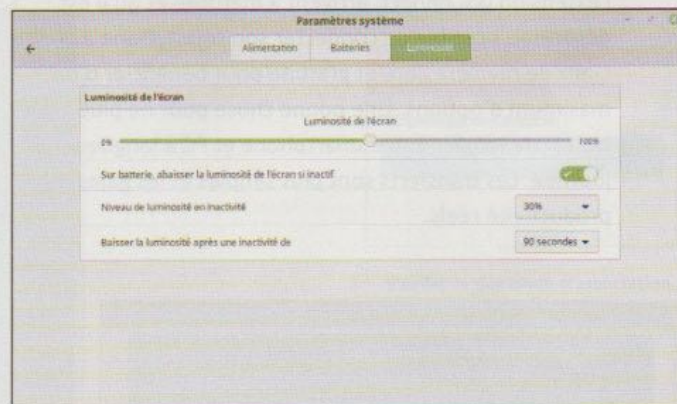 Paramètres système
Alimentation Batteries Luminosité
Luminosité de l'écran
Luminosité de l'écran
0% 100%
Sur batterie, abaisser la luminosité de l'écran si inactif
Niveau de luminosité en inactivité 30%
Baisser la luminosité après une inactivité de 90 secondes